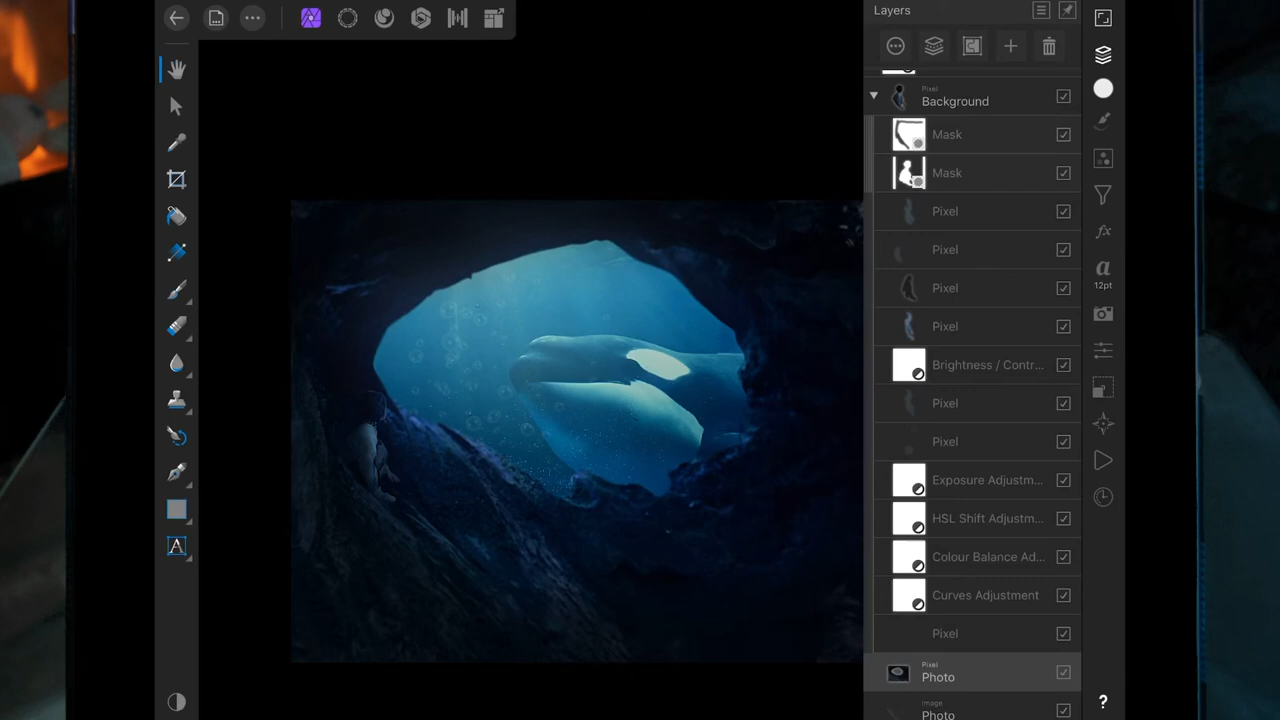 Layers
Pixel
Background
Mask
Mask
Pixel
Pixel
Pixel
Pixel
Brightness / Contr...
Pixel
Pixel
Exposure Adjustm...
HSL Shift Adjustm...
Colour Balance Ad...
Curves Adjustment
Pixel
Pixel
Photo
Image
Photo
fx
a
12pt
A
?